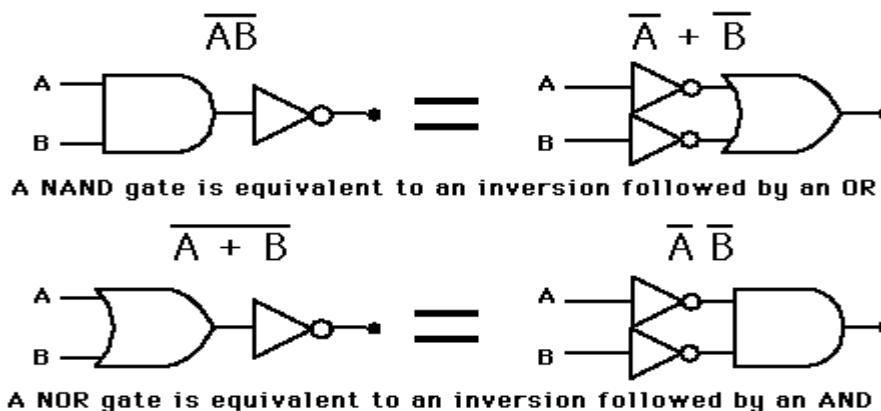 A̅B̅ A̅ + B̅
A A
B B
A NAND gate is equivalent to an inversion followed by an OR
A̅ ̅+̅ ̅B̅ A̅ B̅
A A
B B
A NOR gate is equivalent to an inversion followed by an AND